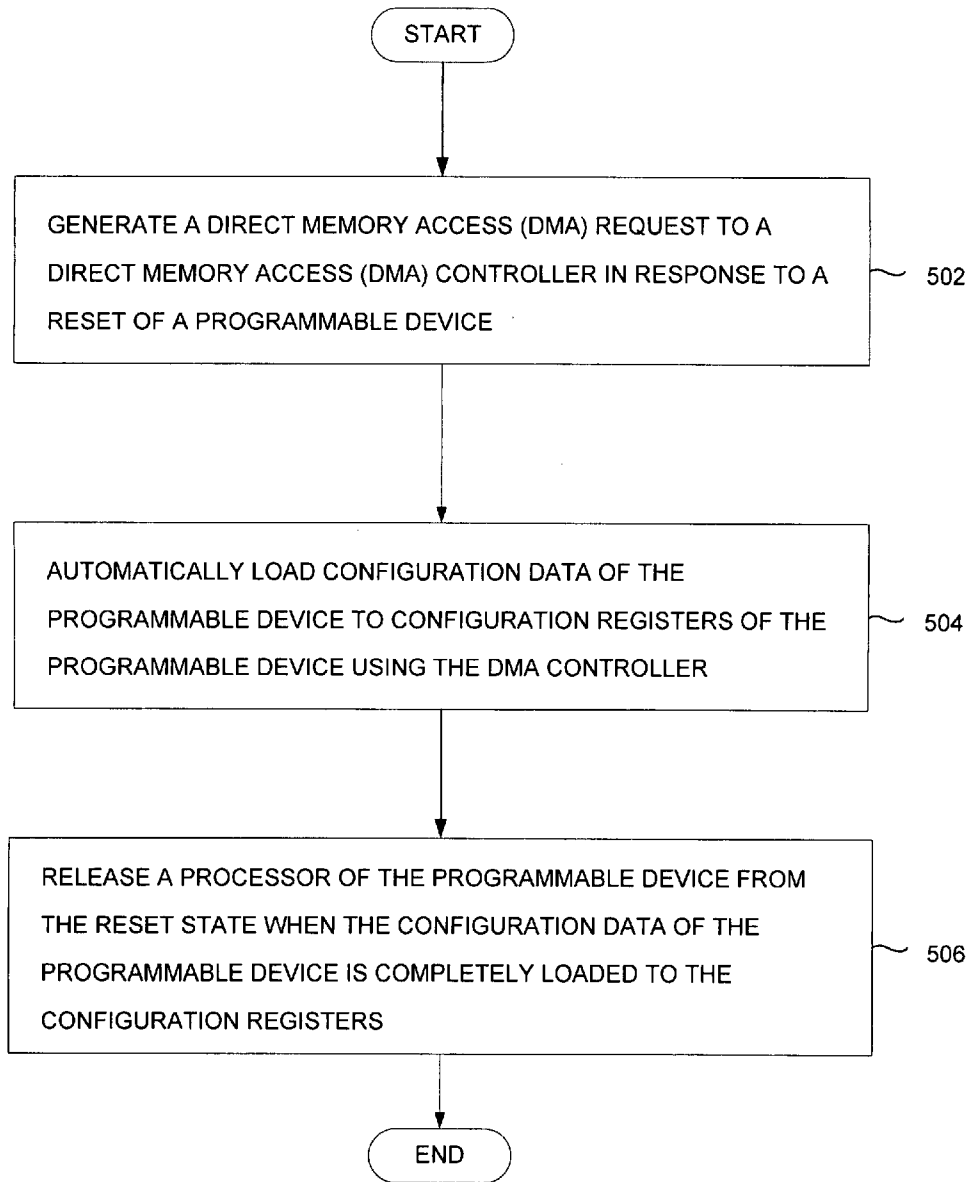 START
GENERATE A DIRECT MEMORY ACCESS (DMA) REQUEST TO A
DIRECT MEMORY ACCESS (DMA) CONTROLLER IN RESPONSE TO A
RESET OF A PROGRAMMABLE DEVICE
502
AUTOMATICALLY LOAD CONFIGURATION DATA OF THE
PROGRAMMABLE DEVICE TO CONFIGURATION REGISTERS OF THE
PROGRAMMABLE DEVICE USING THE DMA CONTROLLER
504
RELEASE A PROCESSOR OF THE PROGRAMMABLE DEVICE FROM
THE RESET STATE WHEN THE CONFIGURATION DATA OF THE
PROGRAMMABLE DEVICE IS COMPLETELY LOADED TO THE
CONFIGURATION REGISTERS
506
END